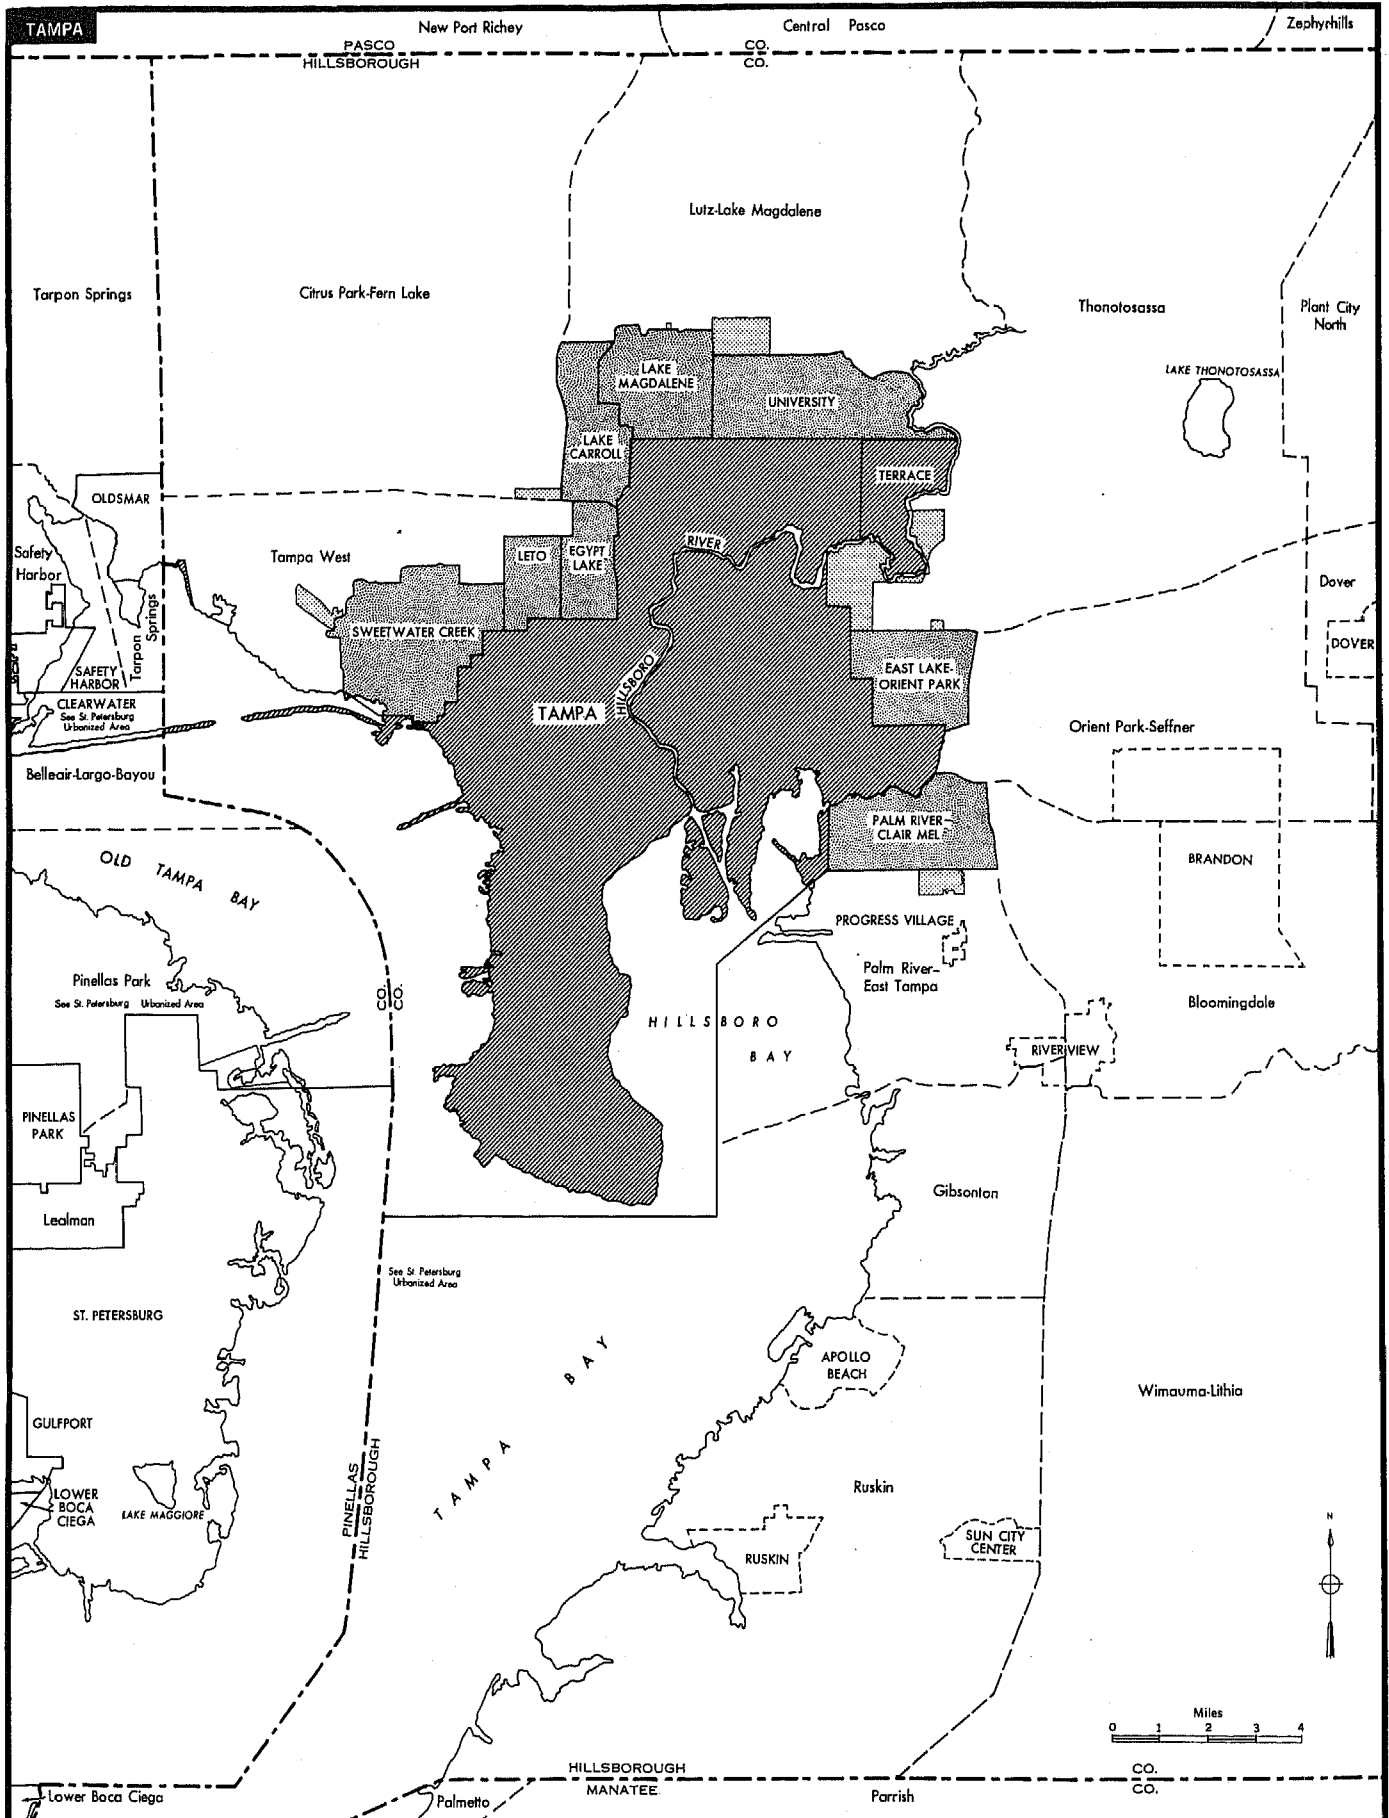 TAMPA
New Port Richey
Central Pasco
Zephyrhills
PASCO
CO.
HILLSBOROUGH
CO.
Lutz-Lake Magdalene
Tarpon Springs
Citrus Park-Fern Lake
Thonotosassa
Plant City
North
LAKE THONOTOSASSA
LAKE
MAGDALENE
UNIVERSITY
LAKE
CARROLL
TERRACE
OLDSMAR
Safety
Harbor
Tampa West
LETO
EGYPT
LAKE
RIVER
Dover
Tarpon
Springs
SWEETWATER CREEK
DOVER
SAFETY
HARBOR
EAST LAKE-
ORIENT PARK
HILLSBORO
CLEARWATER
See St. Petersburg
Urbanized Area
TAMPA
Orient Park-Seffner
Belleair-Largo-Bayou
PALM RIVER-
CLAIR MEL
OLD TAMPA BAY
BRANDON
PROGRESS VILLAGE
Palm River-
East Tampa
Pinellas Park
See St. Petersburg Urbanized Area
CO.
CO.
Bloomingdale
HILLSBORO
BAY
RIVERVIEW
PINELLAS
PARK
Gibsonton
Lealman
See St. Petersburg
Urbanized Area
ST. PETERSBURG
TAMPA BAY
APOLLO
BEACH
Wimauma-Lithia
GULFPORT
PINELLAS
HILLSBOROUGH
Ruskin
LOWER
BOCA
CIEGA
LAKE MAGGIORE
N
SUN CITY
CENTER
RUSKIN
Miles
0 1 2 3 4
HILLSBOROUGH
CO.
MANATEE
CO.
Lower Boca Ciega
Palmetto
Parrish